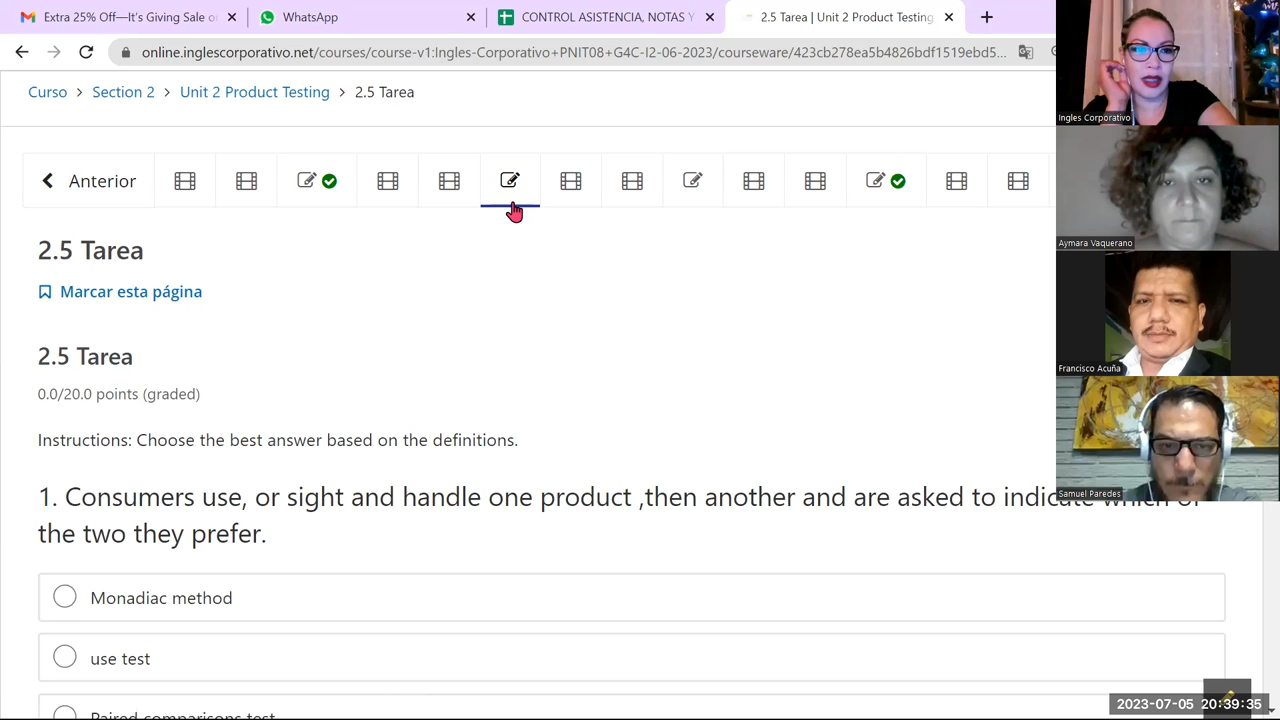 Extra 25% Off—It's Giving Sale o
WhatsApp
CONTROL ASISTENCIA, NOTAS Y
2.5 Tarea | Unit 2 Product Testing
online.inglescorporativo.net/courses/course-v1:Ingles-Corporativo+PNIT08+G4C-I2-06-2023/courseware/423cb278ea5b4826bdf1519ebd5...
Curso > Section 2 > Unit 2 Product Testing > 2.5 Tarea
Anterior
2.5 Tarea
Marcar esta página
2.5 Tarea
0.0/20.0 points (graded)
Instructions: Choose the best answer based on the definitions.
1. Consumers use, or sight and handle one product ,then another and are asked to indicate which of
the two they prefer.
Monadiac method
use test
Paired comparisons test
Ingles Corporativo
Aymara Vaquerano
Francisco Acuña
Samuel Paredes
2023-07-05 20:39:35